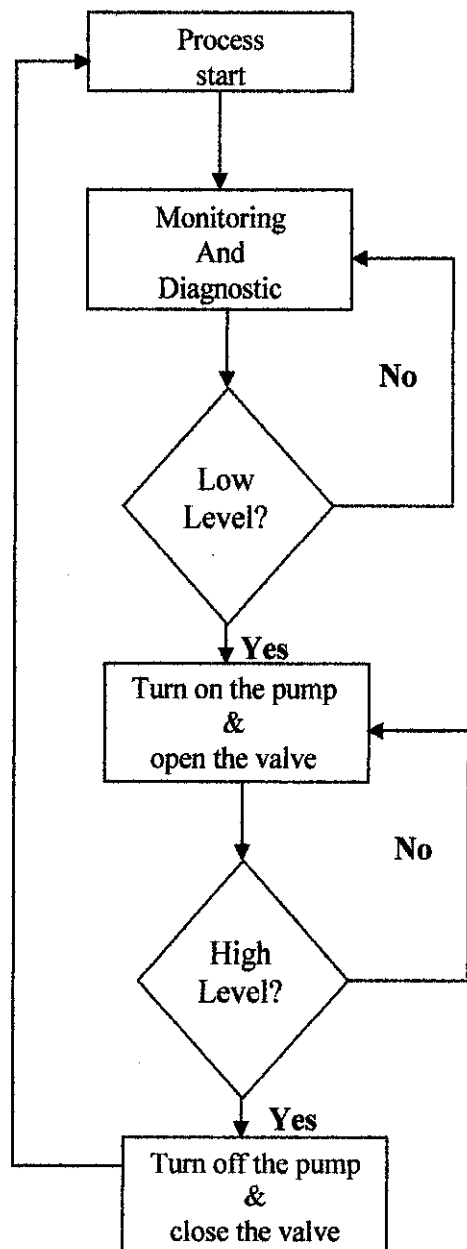 Process
start
Monitoring
And
Diagnostic
No
Low
Level?
Yes
Turn on the pump
&
open the valve
No
High
Level?
Yes
Turn off the pump
&
close the valve